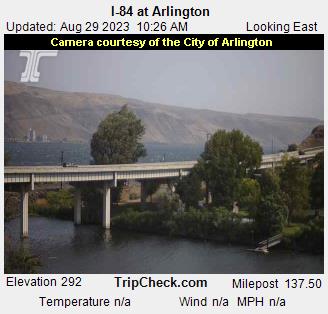 I-84 at Arlington
Updated: Aug 29 2023 10:26 AM Looking East
Camera courtesy of the City of Arlington
Elevation 292 TripCheck.com Milepost 137.50
Temperature n/a Wind n/a MPH n/a